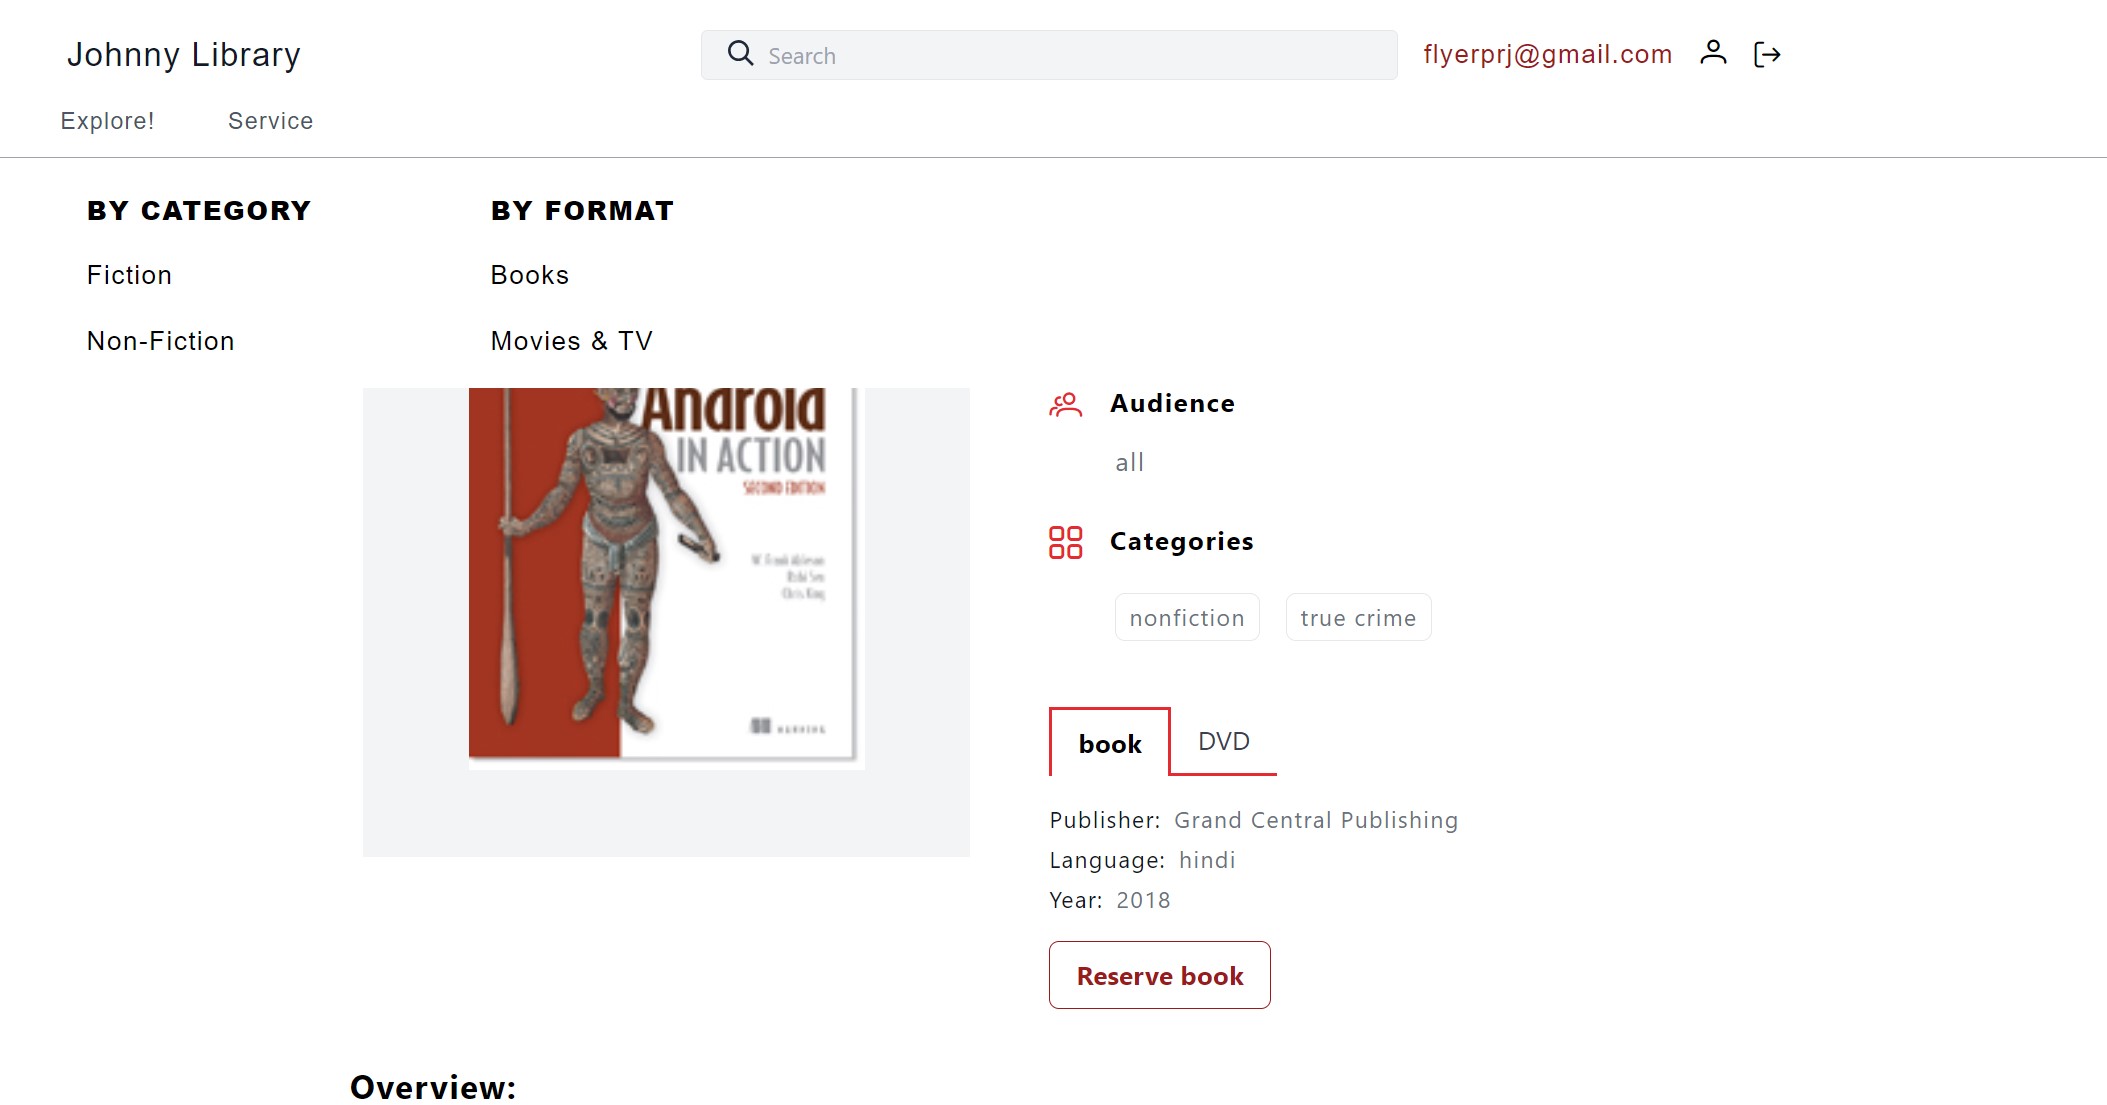 Johnny Library
Search
flyerprj@gmail.com
Explore!
Service
BY CATEGORY
BY FORMAT
Fiction
Books
Non-Fiction
Movies & TV
Android
IN ACTION
SECOND EDITION
MANNING
Audience
all
Categories
nonfiction
true crime
book
DVD
Publisher: Grand Central Publishing
Language: hindi
Year: 2018
Reserve book
Overview: